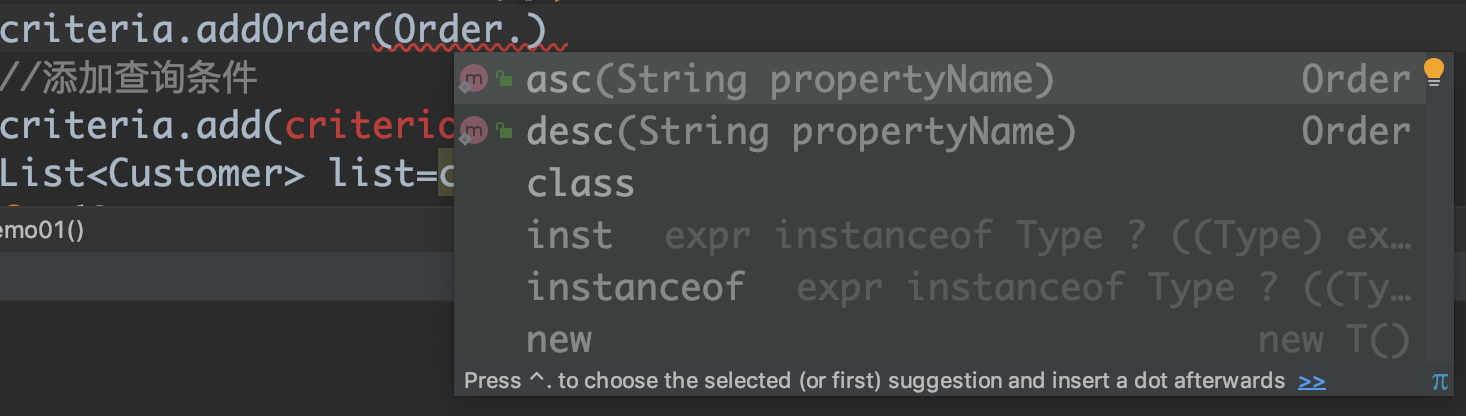 criteria.addOrder(Order.)
//添加查询条件
criteria.add(criterio
List<Customer> list=c
emo01()
asc(String propertyName) Order
desc(String propertyName) Order
class
inst expr instanceof Type ? ((Type) ex…
instanceof expr instanceof Type ? ((Ty…
new new T()
Press ^. to choose the selected (or first) suggestion and insert a dot afterwards >> π